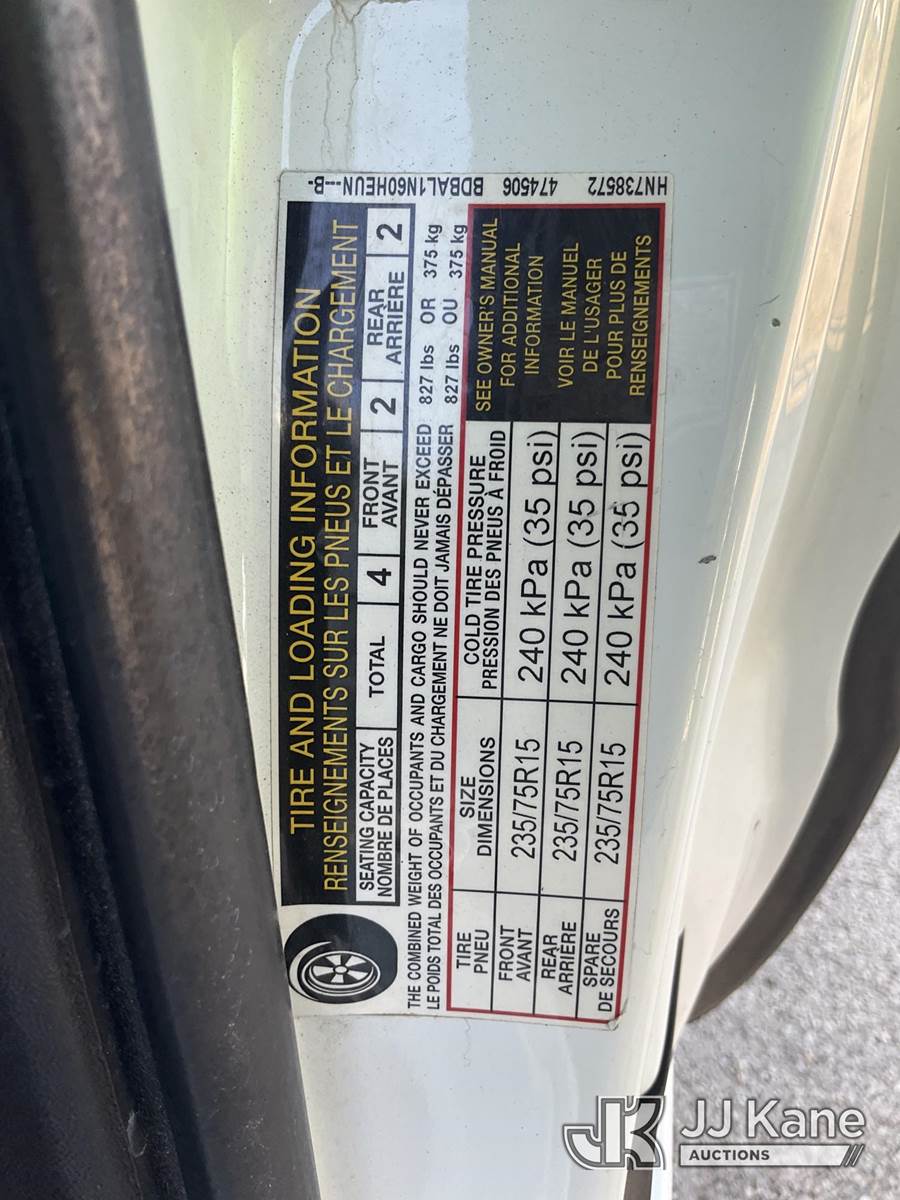 HN738572 474506 BDBAL1N60HEUN---B-
TIRE AND LOADING INFORMATION
RENSEIGNEMENTS SUR LES PNEUS ET LE CHARGEMENT
SEATING CAPACITY
NOMBRE DE PLACES
TOTAL 4
FRONT
AVANT
2
REAR
ARRIÈRE
2
THE COMBINED WEIGHT OF OCCUPANTS AND CARGO SHOULD NEVER EXCEED 827 lbs OR 375 kg
LE POIDS TOTAL DES OCCUPANTS ET DU CHARGEMENT NE DOIT JAMAIS DÉPASSER 827 lbs OU 375 kg
TIRE
PNEU
SIZE
DIMENSIONS
COLD TIRE PRESSURE
PRESSION DES PNEUS À FROID
FRONT
AVANT
235/75R15 240 kPa (35 psi)
REAR
ARRIÈRE
235/75R15 240 kPa (35 psi)
SPARE
DE SECOURS
235/75R15 240 kPa (35 psi)
SEE OWNER'S MANUAL
FOR ADDITIONAL
INFORMATION
VOIR LE MANUEL
DE L'USAGER
POUR PLUS DE
RENSEIGNEMENTS
JK JJ Kane
AUCTIONS